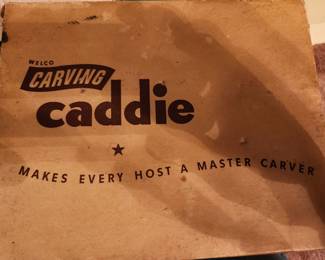 WELCO
CARVING
caddie
MAKES EVERY HOST A MASTER CARVER